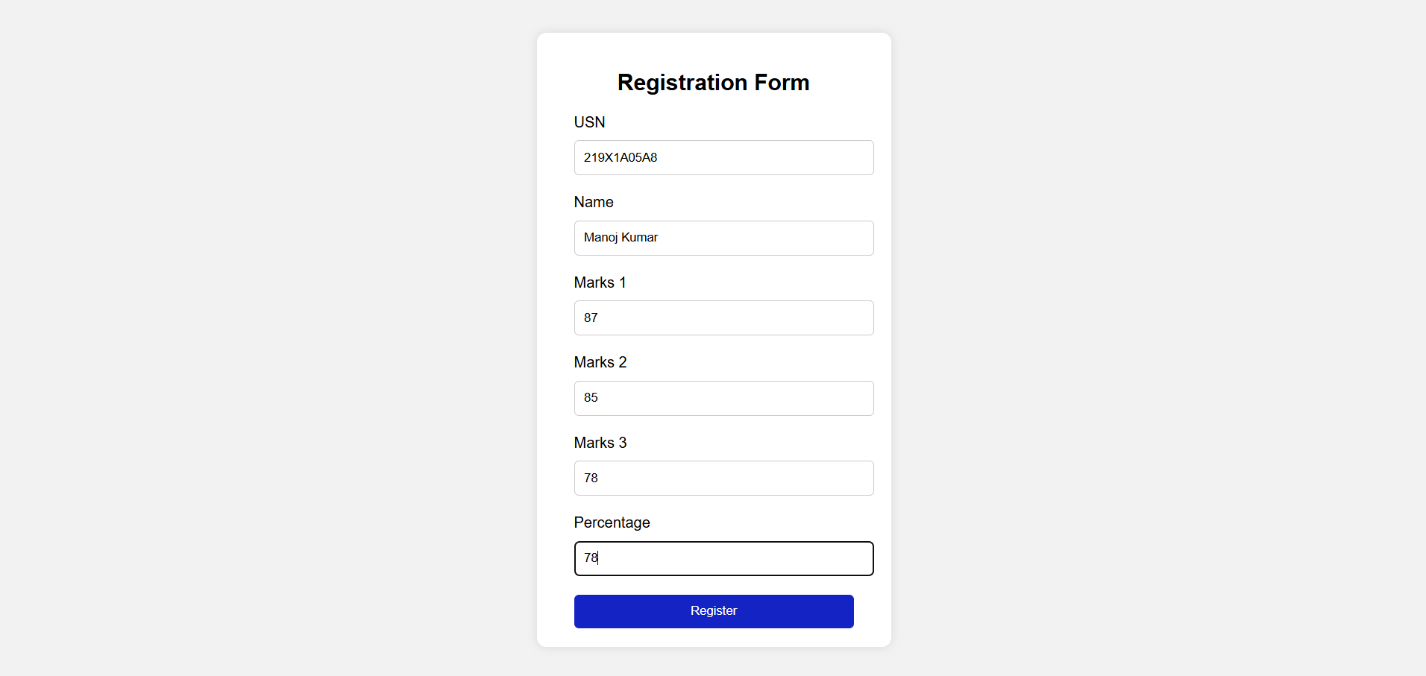 Registration Form
USN
219X1A05A8
Name
Manoj Kumar
Marks 1
87
Marks 2
85
Marks 3
78
Percentage
78
Register